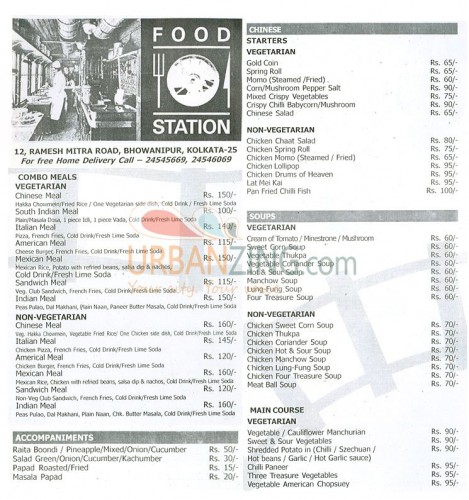 FOOD
STATION
12, RAMESH MITRA ROAD, BHOWANIPUR, KOLKATA-25
For free Home Delivery Call – 24545669, 24546069
COMBO MEALS
VEGETARIAN
Chinese Meal Rs. 150/-
Hakka Chowmein/Fried Rice / One Vegetarian side dish, Cold Drink / Fresh Lime Soda
South Indian Meal Rs. 100/-
Plain/Masala Dosa, 1 piece Idli, 1 piece Vada, Cold Drink/Fresh Lime Soda
Italian Meal Rs. 140/-
Pizza, French Fries, Cold Drink/Fresh Lime Soda
American Meal Rs. 115/-
Cheese Burger, French Fries, Cold Drink/Fresh Lime Soda
Mexican Meal Rs. 150/-
Mexican Rice, Potato with refried beans, salsa dip & nachos,
Cold Drink/Fresh Lime Soda
Sandwich Meal Rs. 115/-
Veg. Club Sandwich, French Fries, Cold Drink/Fresh Lime Soda
Indian Meal Rs. 150/-
Peas Pulao, Dal Makhani, Plain Naan, Paneer Butter Masala, Cold Drink/Fresh Lime Soda
NON-VEGETARIAN
Chinese Meal Rs. 160/-
Veg. Hakka Chowmein, Vegetable Fried Rice/ One Chicken side dish, Cold Drink/Fresh Lime Soda
Italian Meal Rs. 145/-
Chicken Pizza, French Fries, Cold Drink/Fresh Lime Soda
Americal Meal Rs. 120/-
Chicken Burger, French Fries, Cold Drink/Fresh Lime Soda
Mexican Meal Rs. 160/-
Mexican Rice, Chicken with refined beans, salsa dip & nachos, Cold Drink/Fresh Lime Soda
Sandwich Meal Rs. 120/-
Non-Veg Club Sandwich, French Fries, Cold Drink/Fresh Lime Soda
Indian Meal Rs. 160/-
Peas Pulao, Dal Makhani, Plain Naan, Chk. Butter Masala, Cold Drink/Fresh Lime Soda
ACCOMPANIMENTS
Raita Boondi / Pineapple/Mixed/Onion/Cucumber Rs. 50/-
Salad Green/Onion/Cucumber/Kachumber Rs. 30/-
Papad Roasted/Fried Rs. 15/-
Masala Papad Rs. 20/-
CHINESE
STARTERS
VEGETARIAN
Gold Coin Rs. 65/-
Spring Roll Rs. 65/-
Momo (Steamed /Fried) . Rs. 60/-
Corn/Mushroom Pepper Salt Rs. 90/-
Mixed Crispy Vegetables Rs. 75/-
Crispy Chilli Babycorn/Mushroom Rs. 90/-
Chinese Salad Rs. 65/-
NON-VEGETARIAN
Chicken Chaat Salad Rs. 80/-
Chicken Spring Roll Rs. 75/-
Chicken Momo (Steamed / Fried) Rs. 65/-
Chicken Lollipop Rs. 95/-
Chicken Drums of Heaven Rs. 95/-
Lat Mei Kai Rs. 95/-
Pan Fried Chilli Fish Rs. 100/-
SOUPS
VEGETARIAN
Cream of Tomato / Minestrone / Mushroom Rs. 60/-
Sweet Corn Soup Rs. 60/-
Vegetable Thukpa Rs. 60/-
Vegetable Coriander Soup Rs. 60/-
Hot & Sour Soup Rs. 60/-
Manchow Soup Rs. 60/-
Lung-Fung Soup Rs. 60/-
Four Treasure Soup Rs. 60/-
NON-VEGETARIAN
Chicken Sweet Corn Soup Rs. 70/-
Chicken Thukpa Rs. 70/-
Chicken Coriander Soup Rs. 70/-
Chicken Hot & Sour Soup Rs. 70/-
Chicken Manchow Soup Rs. 70/-
Chicken Lung-Fung Soup Rs. 70/-
Chicken Four Treasure Soup Rs. 70/-
Meat Ball Soup Rs. 70/-
MAIN COURSE
VEGETARIAN
Vegetable / Cauliflower Manchurian Rs. 90/-
Sweet & Sour Vegetables Rs. 90/-
Shredded Potato in (Chilli / Szechuan /
Hot beans / Garlic / Hot Garlic sauce) Rs. 90/-
Chilli Paneer Rs. 95/-
Three Treasure Vegetables Rs. 95/-
Vegetable American Chopsuey Rs. 95/-
URBANZING.com